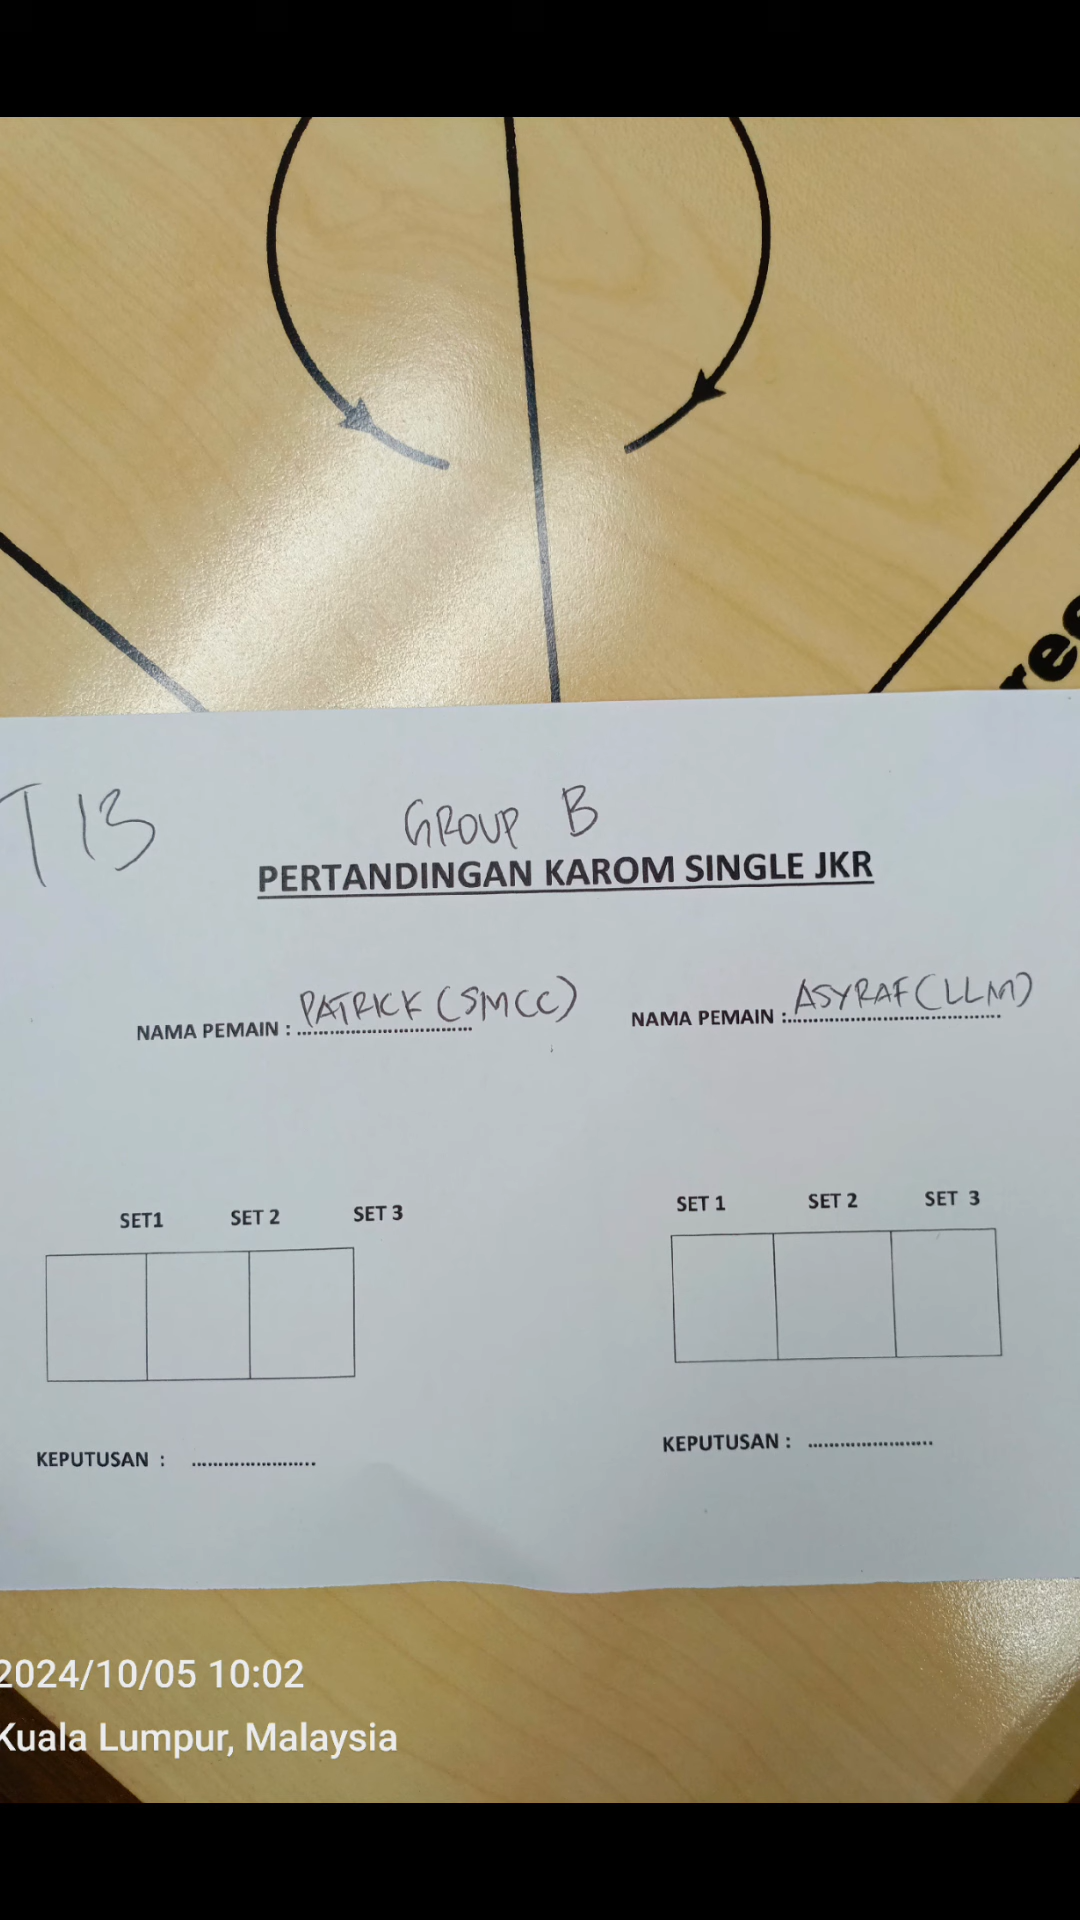 T 13
GROUP B
PERTANDINGAN KAROM SINGLE JKR
NAMA PEMAIN : PATRICK (SMCC)
NAMA PEMAIN : ASYRAF (LLM)
SET1 SET 2 SET 3
SET 1 SET 2 SET 3
KEPUTUSAN : ......................
KEPUTUSAN : ......................
2024/10/05 10:02
Kuala Lumpur, Malaysia